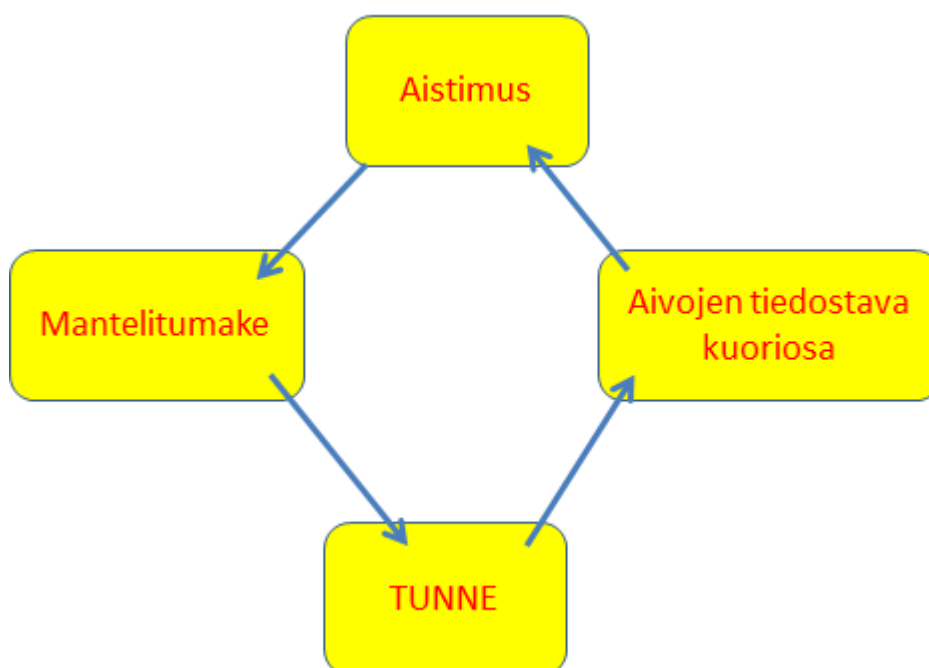 Aistimus
Mantelitumake
Aivojen tiedostava
kuoriosa
TUNNE